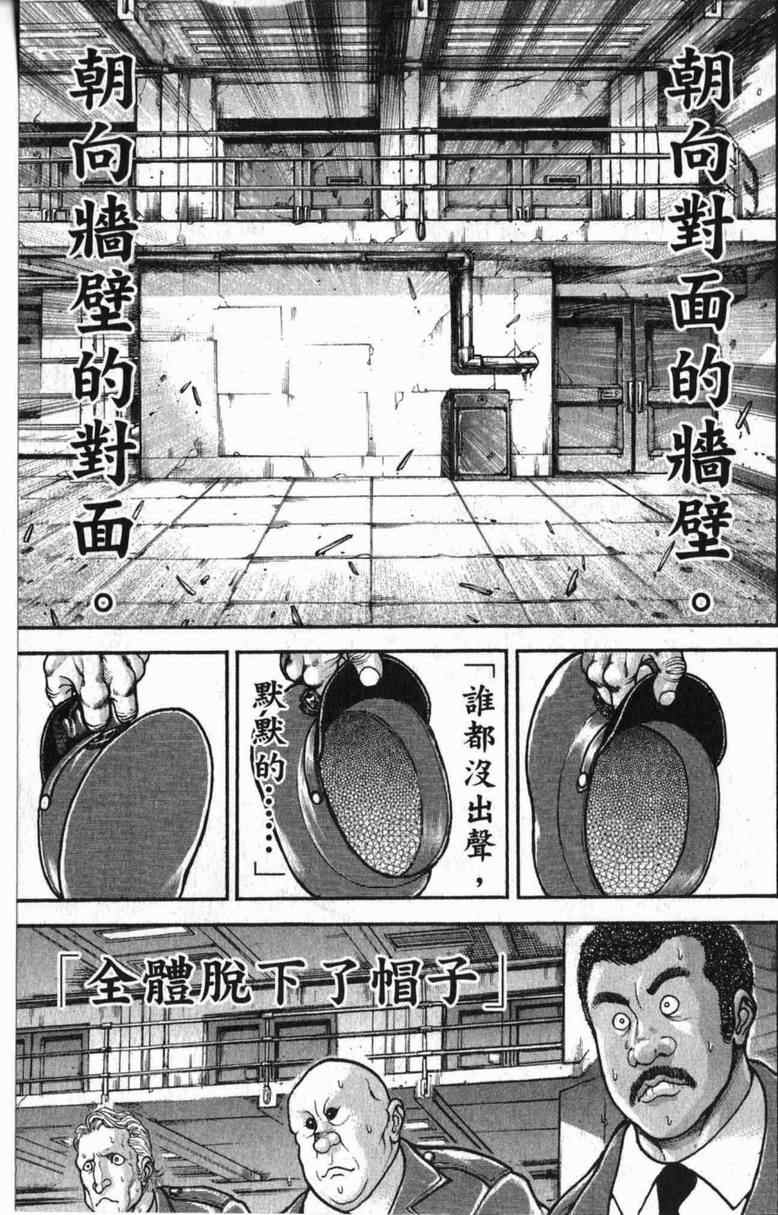 朝向對面的牆壁。
朝向牆壁的對面。
「誰都沒出聲，
默默的……」
「全體脫下了帽子」